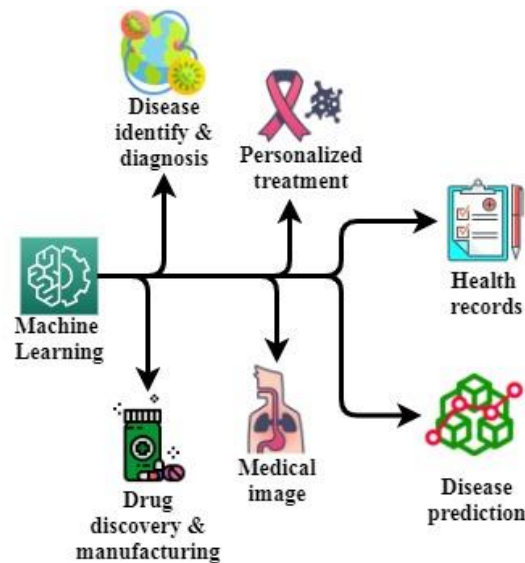 Disease
identify &
diagnosis
Personalized
treatment
Health
records
Machine
Learning
Drug
discovery &
manufacturing
Medical
image
Disease
prediction